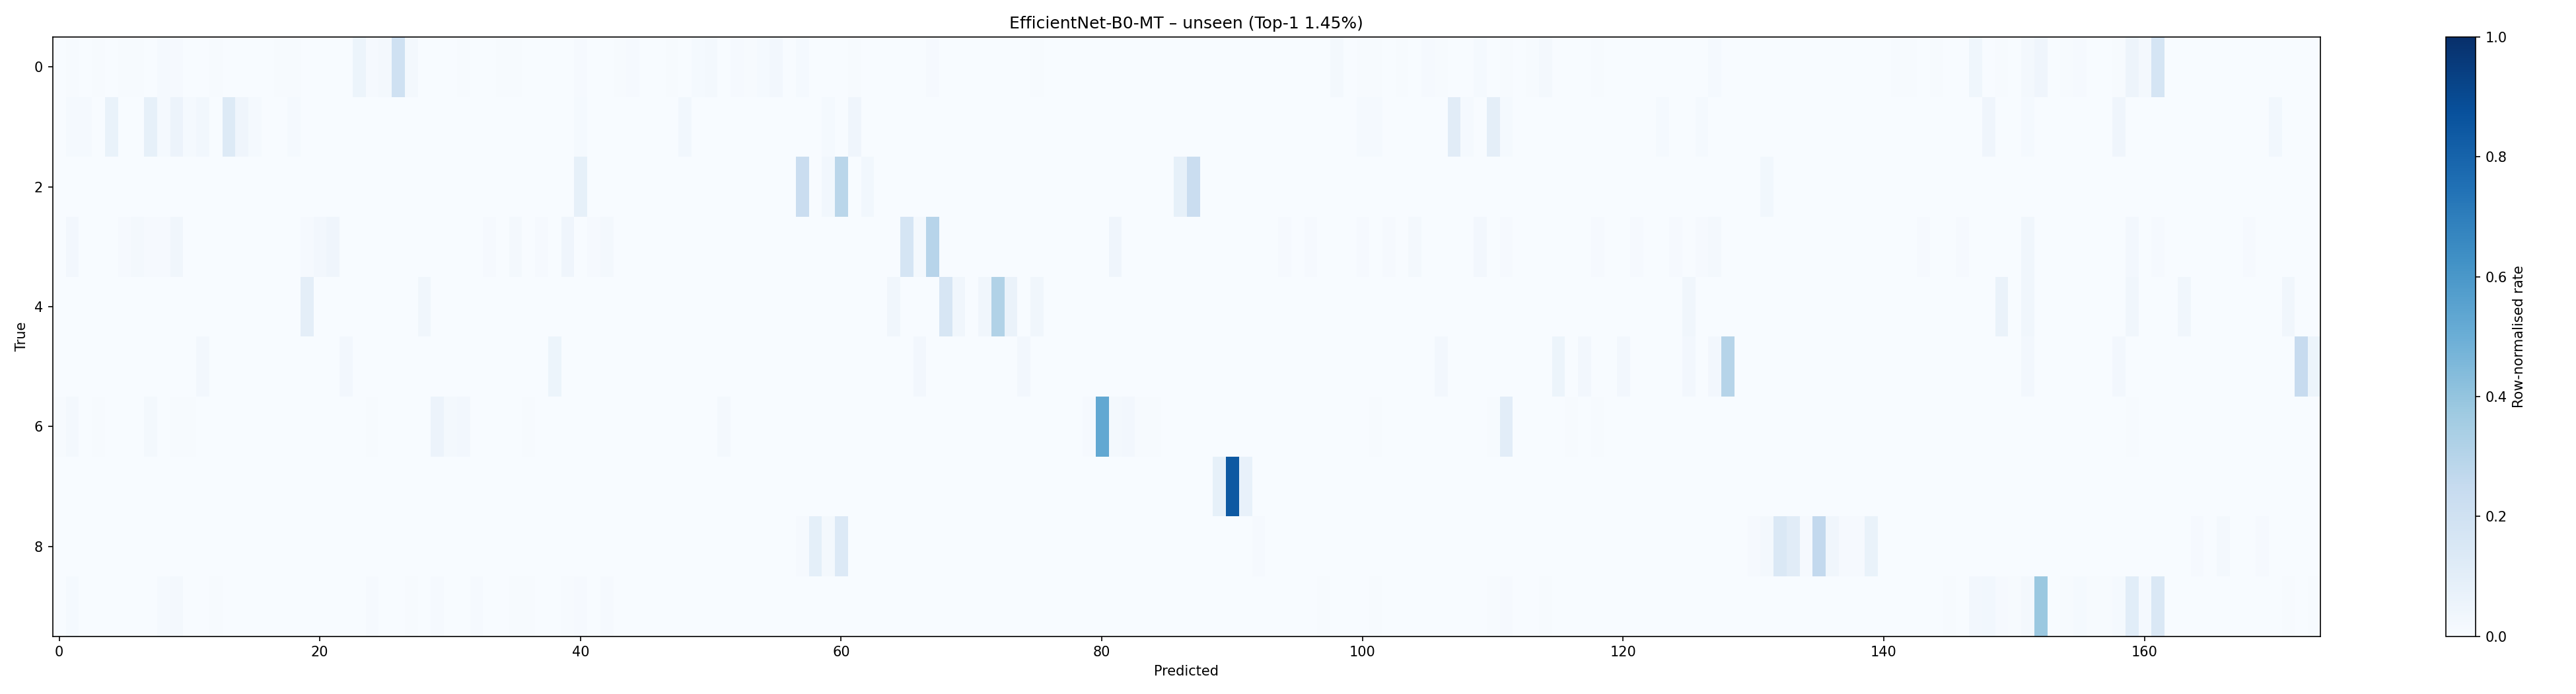 EfficientNet-B0-MT – unseen (Top-1 1.45%)
True
0
2
4
6
8
0 20 40 60 80 100 120 140 160
Predicted
1.0
0.8
0.6
0.4
0.2
0.0
Row-normalised rate